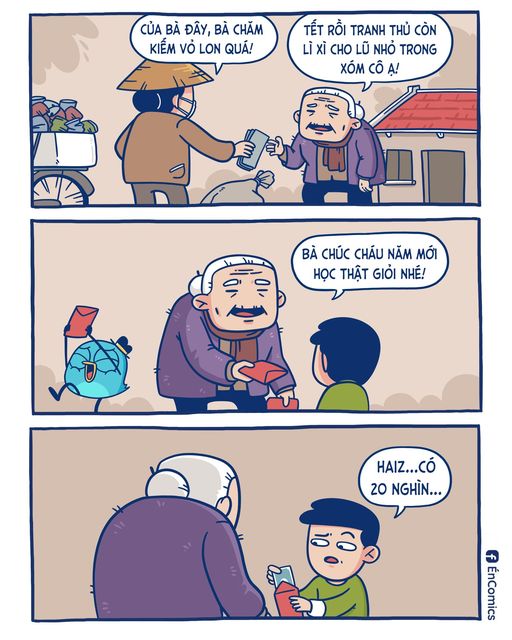 CỦA BÀ ĐÂY, BÀ CHĂM
KIẾM VỎ LON QUÁ!
TẾT RỒI TRANH THỦ CÒN
LÌ XÌ CHO LŨ NHỎ TRONG
XÓM CÔ Ạ!
BÀ CHÚC CHÁU NĂM MỚI
HỌC THẬT GIỎI NHÉ!
HAIZ...CÓ
20 NGHÌN...
ÉnComics